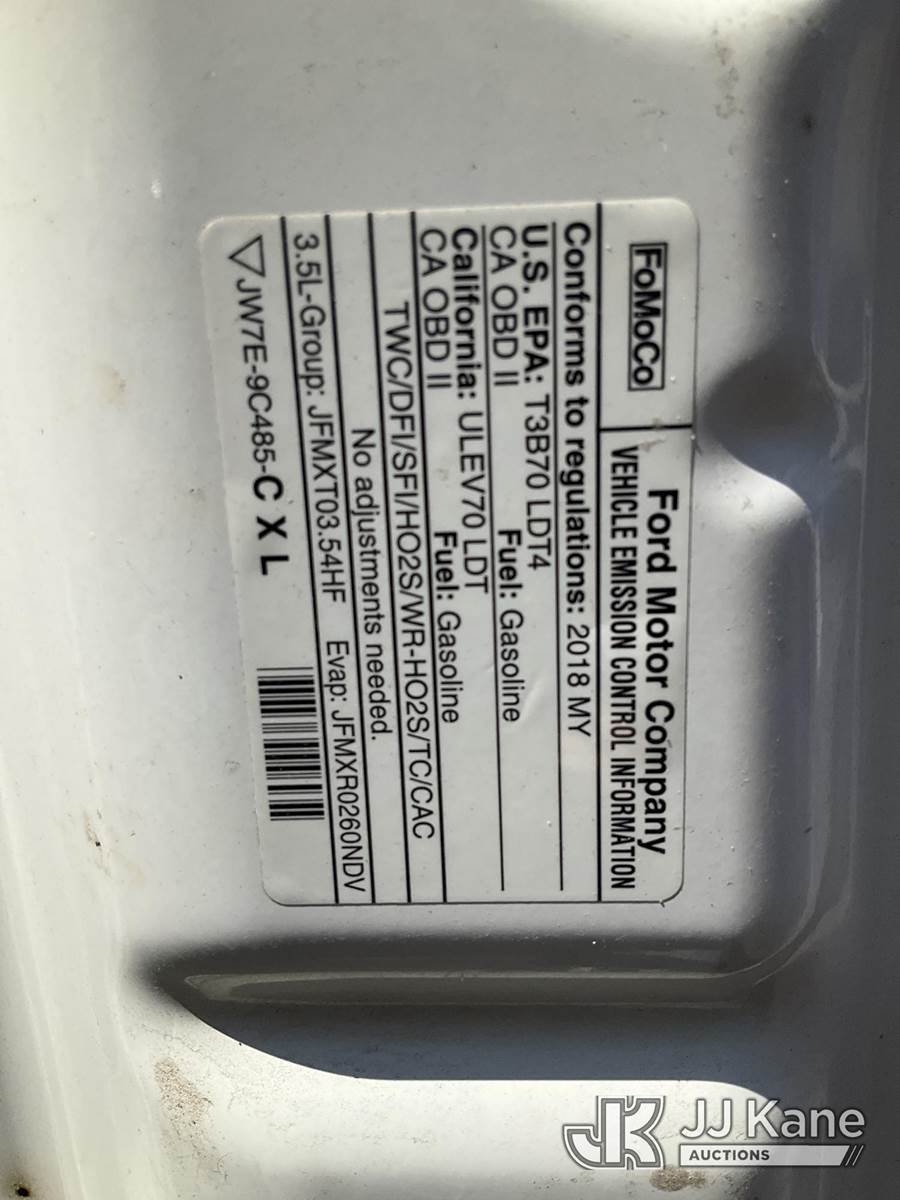 FoMoCo
Ford Motor Company
VEHICLE EMISSION CONTROL INFORMATION
Conforms to regulations: 2018 MY
U.S. EPA: T3B70 LDT4
CA OBD II Fuel: Gasoline
California: ULEV70 LDT
CA OBD II Fuel: Gasoline
TWC/DFI/SFI/HO2S/WR-HO2S/TC/CAC
No adjustments needed.
3.5L-Group: JFMXT03.54HF Evap: JFMXR0260NDV
JW7E-9C485-C X L
JK JJ Kane
AUCTIONS